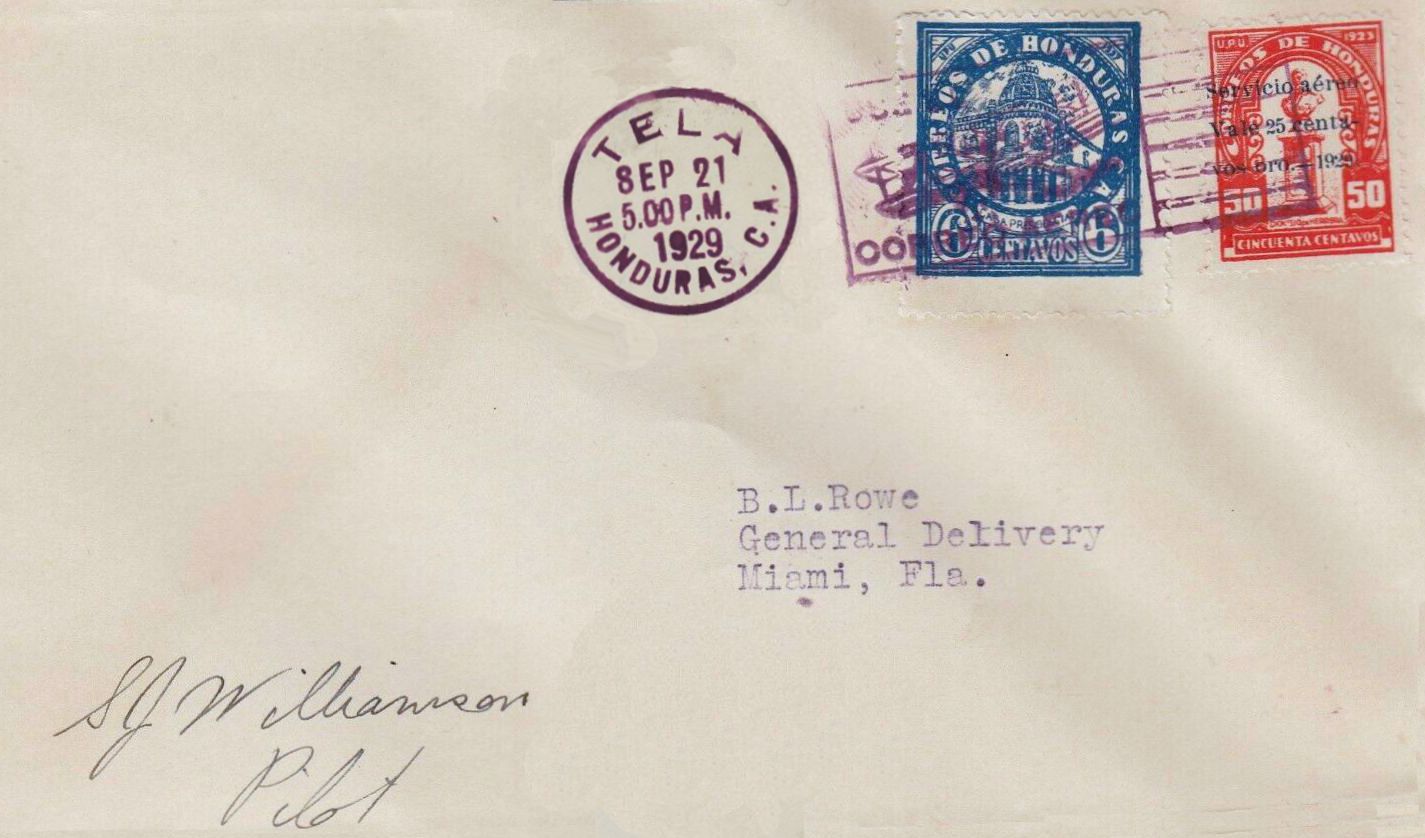 TELA
SEP 21
5.00 P.M.
1929
HONDURAS, C.A.
CORREOS DE HONDURAS C.A.
6 CENTAVOS 6
U.P.U. 1923
CORREOS DE HONDURAS
Servicio aéreo
Vale 25 centa-
vos oro—1929.
50 50
CINCUENTA CENTAVOS
B.L.Rowe
General Delivery
Miami, Fla.
SJ Williamson
Pilot